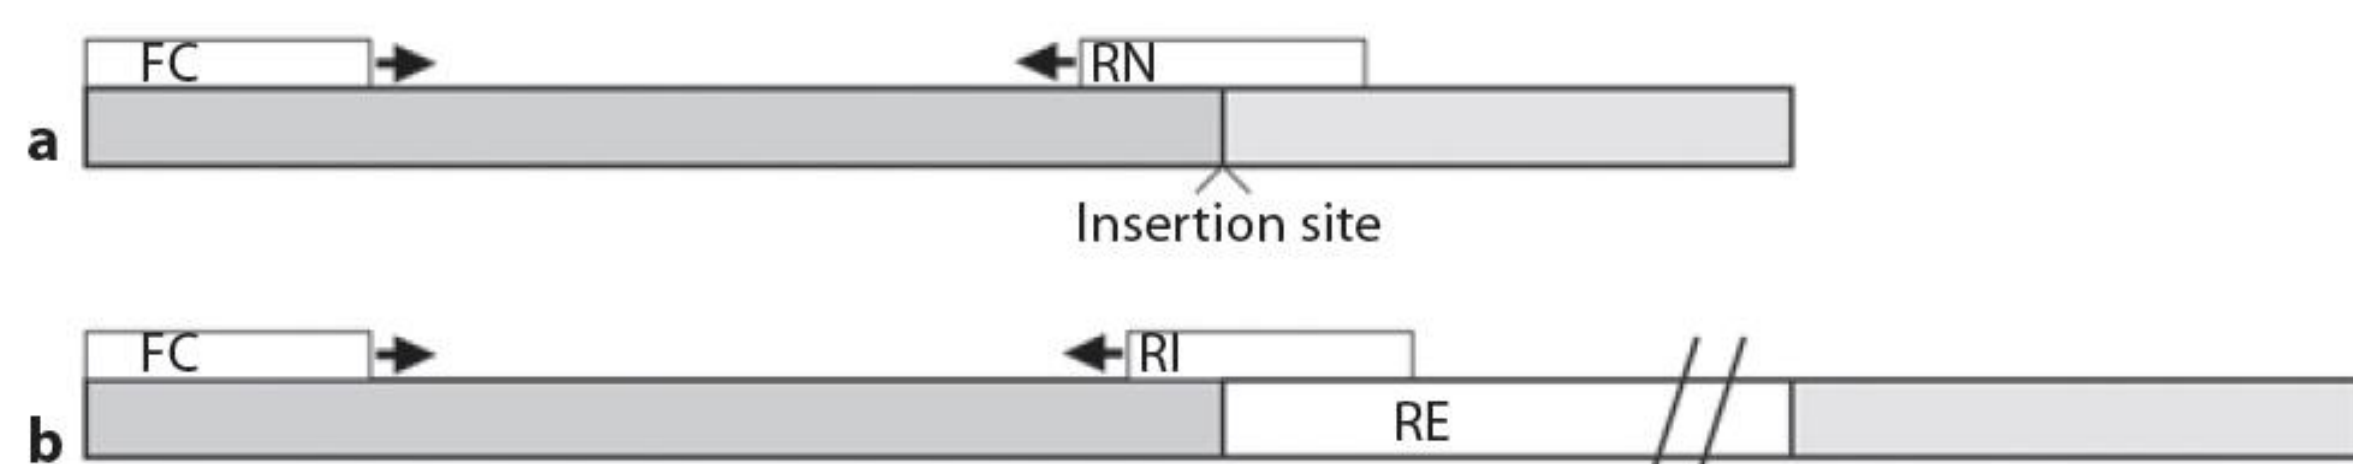 FC RN
a
Insertion site
FC RI
b RE